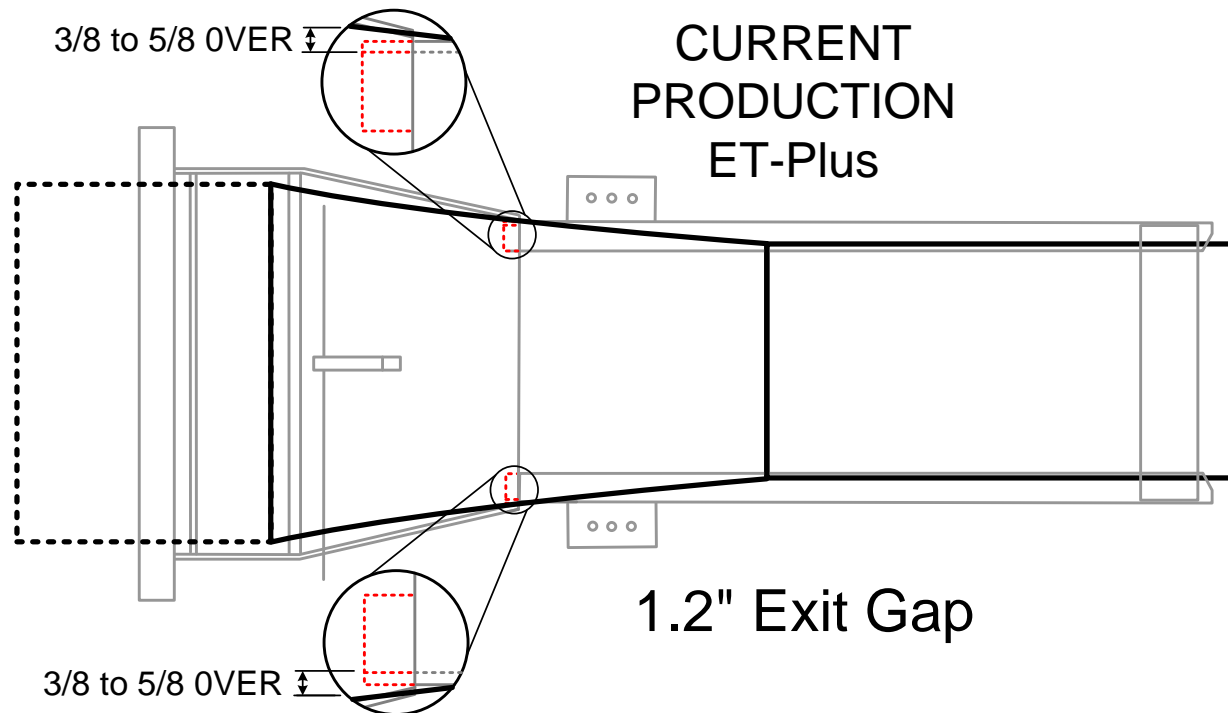 3/8 to 5/8 0VER
CURRENT
PRODUCTION
ET-Plus
1.2" Exit Gap
3/8 to 5/8 0VER